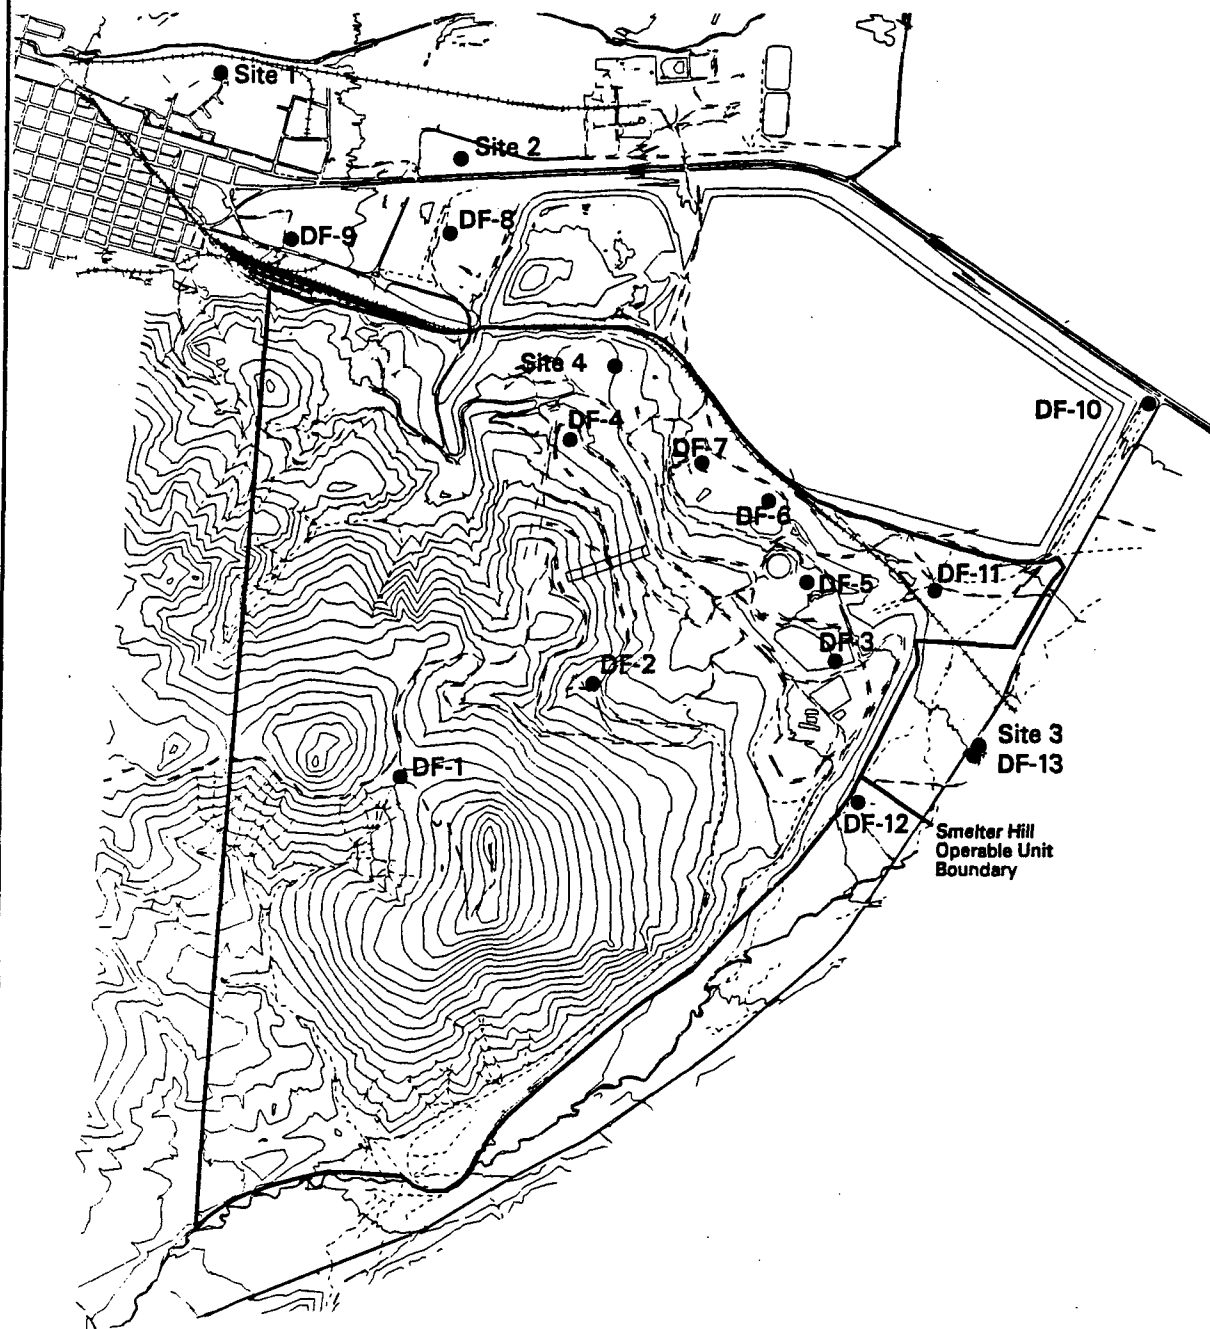 Site 1
Site 2
DF-8
DF-9
Site 4
DF-10
DF-4
DF-7
DF-6
DF-11
DF-5
DF-3
DF-2
Site 3
DF-13
DF-1
DF-12
Smelter Hill
Operable Unit
Boundary